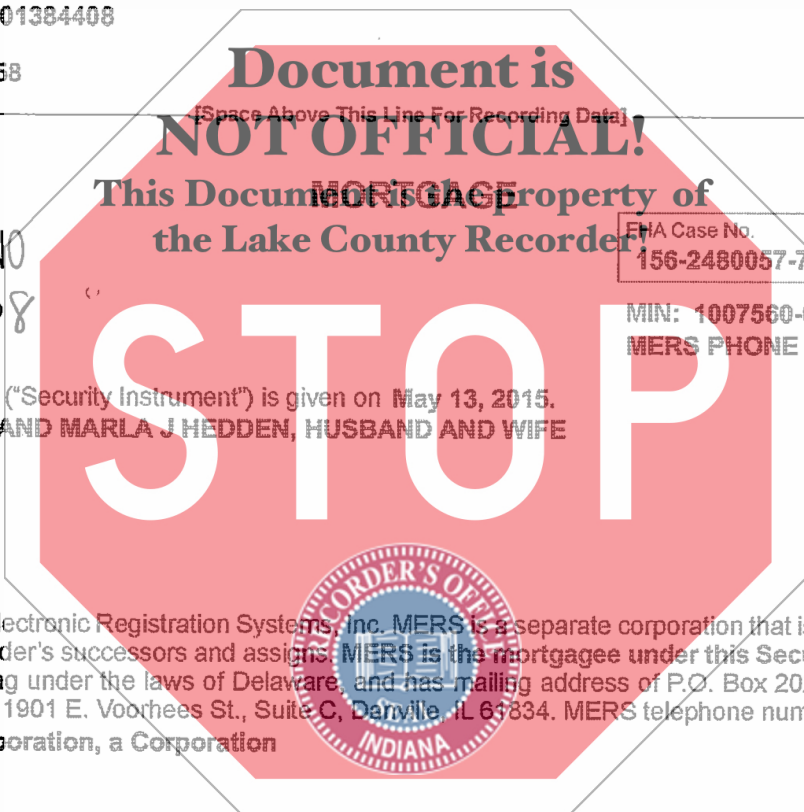 01384408
58
Document is
[Space Above This Line For Recording Data]
NOT OFFICIAL!
This Document is the property of
MORTGAGE
the Lake County Recorder!
FHA Case No.
156-2480057-7
0
8
MIN: 1007560-
MERS PHONE
STOP
("Security Instrument") is given on May 13, 2015.
AND MARLA J HEDDEN, HUSBAND AND WIFE
RECORDER'S OFFICE
ectronic Registration Systems, Inc. MERS is a separate corporation that is
der's successors and assigns. MERS is the mortgagee under this Secu
g under the laws of Delaware, and has mailing address of P.O. Box 20
1901 E. Voorhees St., Suite C, Danville IL 61834. MERS telephone num
poration, a Corporation
INDIANA